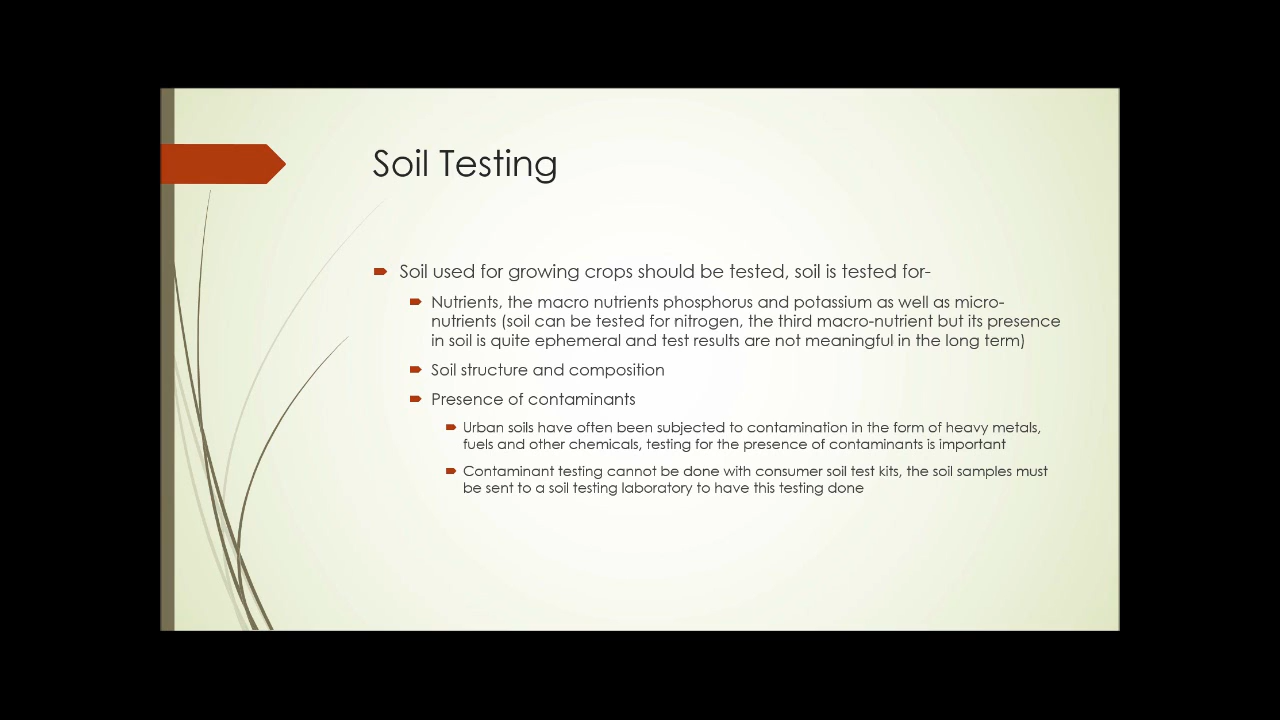 Soil Testing
Soil used for growing crops should be tested, soil is tested for-
Nutrients, the macro nutrients phosphorus and potassium as well as micro-
nutrients (soil can be tested for nitrogen, the third macro-nutrient but its presence
in soil is quite ephemeral and test results are not meaningful in the long term)
Soil structure and composition
Presence of contaminants
Urban soils have often been subjected to contamination in the form of heavy metals,
fuels and other chemicals, testing for the presence of contaminants is important
Contaminant testing cannot be done with consumer soil test kits, the soil samples must
be sent to a soil testing laboratory to have this testing done